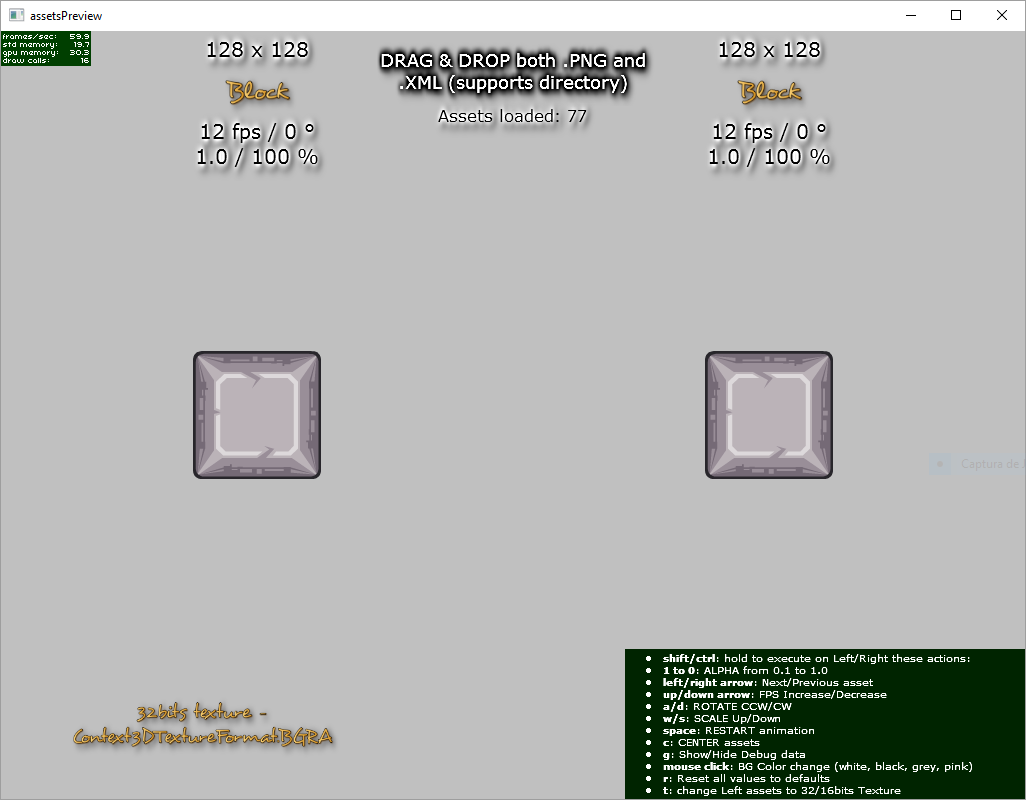 assetsPreview
frames/sec: 59.9
std memory: 19.7
gpu memory: 30.3
draw calls: 16
128 x 128
Block
12 fps / 0 °
1.0 / 100 %
DRAG & DROP both .PNG and
.XML (supports directory)
Assets loaded: 77
128 x 128
Block
12 fps / 0 °
1.0 / 100 %
Captura de
32bits texture -
Context3DTextureFormat.BGRA
shift/ctrl: hold to execute on Left/Right these actions:
1 to 0: ALPHA from 0.1 to 1.0
left/right arrow: Next/Previous asset
up/down arrow: FPS Increase/Decrease
a/d: ROTATE CCW/CW
w/s: SCALE Up/Down
space: RESTART animation
c: CENTER assets
g: Show/Hide Debug data
mouse click: BG Color change (white, black, grey, pink)
r: Reset all values to defaults
t: change Left assets to 32/16bits Texture